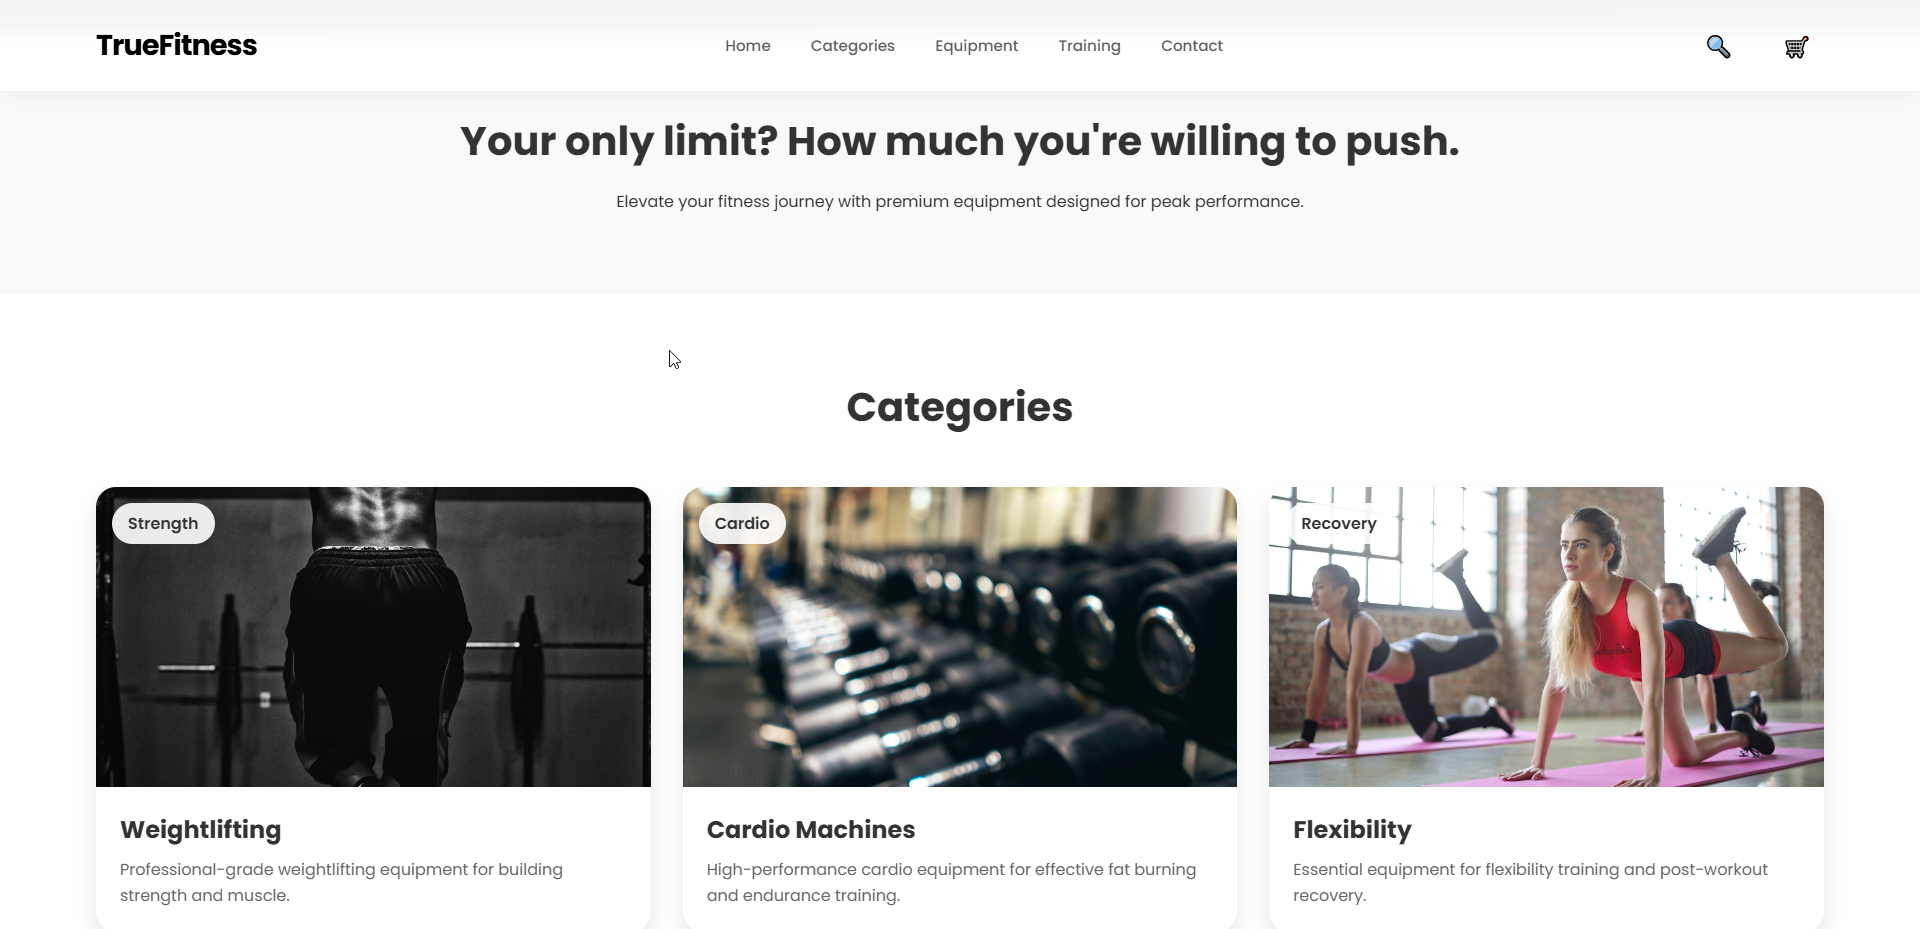 TrueFitness
Home Categories Equipment Training Contact
Your only limit? How much you're willing to push.
Elevate your fitness journey with premium equipment designed for peak performance.
Categories
Strength
Cardio
Recovery
Weightlifting
Professional-grade weightlifting equipment for building
strength and muscle.
Cardio Machines
High-performance cardio equipment for effective fat burning
and endurance training.
Flexibility
Essential equipment for flexibility training and post-workout
recovery.